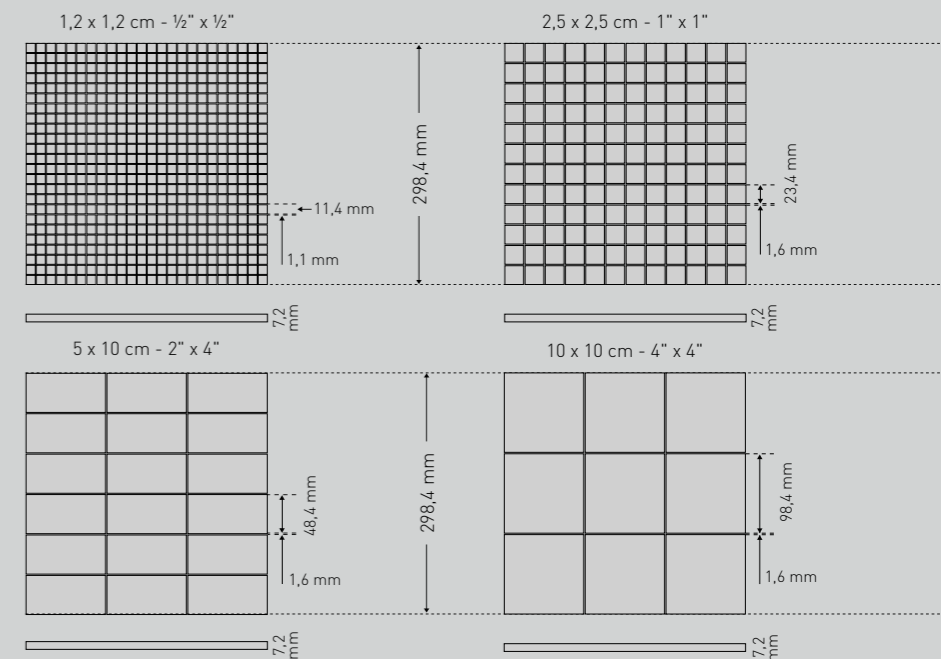 1,2 x 1,2 cm - ½" x ½"
2,5 x 2,5 cm - 1" x 1"
298,4 mm
11,4 mm
1,1 mm
23,4 mm
1,6 mm
7,2
mm
7,2
mm
5 x 10 cm - 2" x 4"
10 x 10 cm - 4" x 4"
298,4 mm
48,4 mm
1,6 mm
98,4 mm
1,6 mm
7,2
mm
7,2
mm